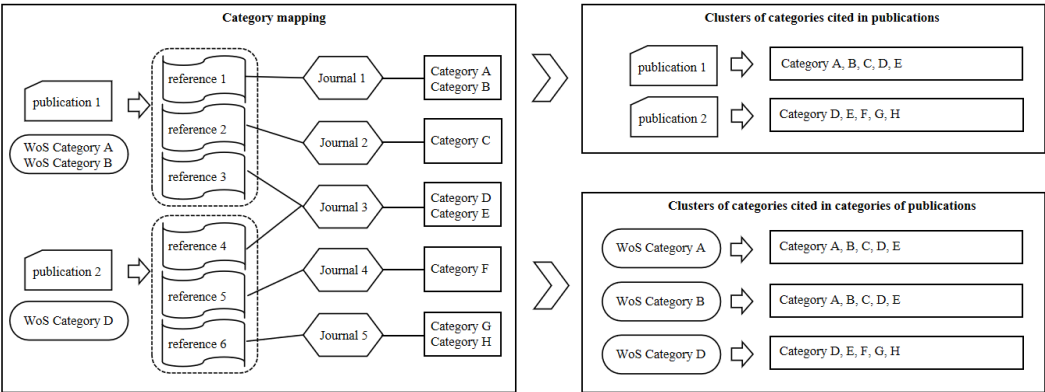 Category mapping
publication 1
WoS Category A
WoS Category B
reference 1
reference 2
reference 3
Journal 1
Journal 2
Journal 3
Category A
Category B
Category C
Category D
Category E
publication 2
WoS Category D
reference 4
reference 5
reference 6
Journal 4
Journal 5
Category F
Category G
Category H
Clusters of categories cited in publications
publication 1
Category A, B, C, D, E
publication 2
Category D, E, F, G, H
Clusters of categories cited in categories of publications
WoS Category A
Category A, B, C, D, E
WoS Category B
Category A, B, C, D, E
WoS Category D
Category D, E, F, G, H